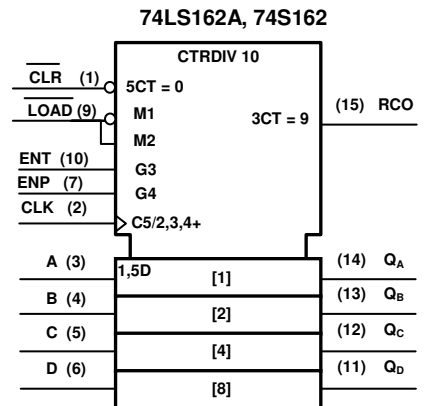 74LS162A, 74S162
CTRDIV 10
CLR (1)
5CT = 0
LOAD (9)
M1
3CT = 9
(15) RCO
M2
ENT (10)
G3
ENP (7)
G4
CLK (2)
C5/2,3,4+
A (3)
1,5D
[1]
(14) QA
B (4)
[2]
(13) QB
C (5)
[4]
(12) QC
D (6)
[8]
(11) QD